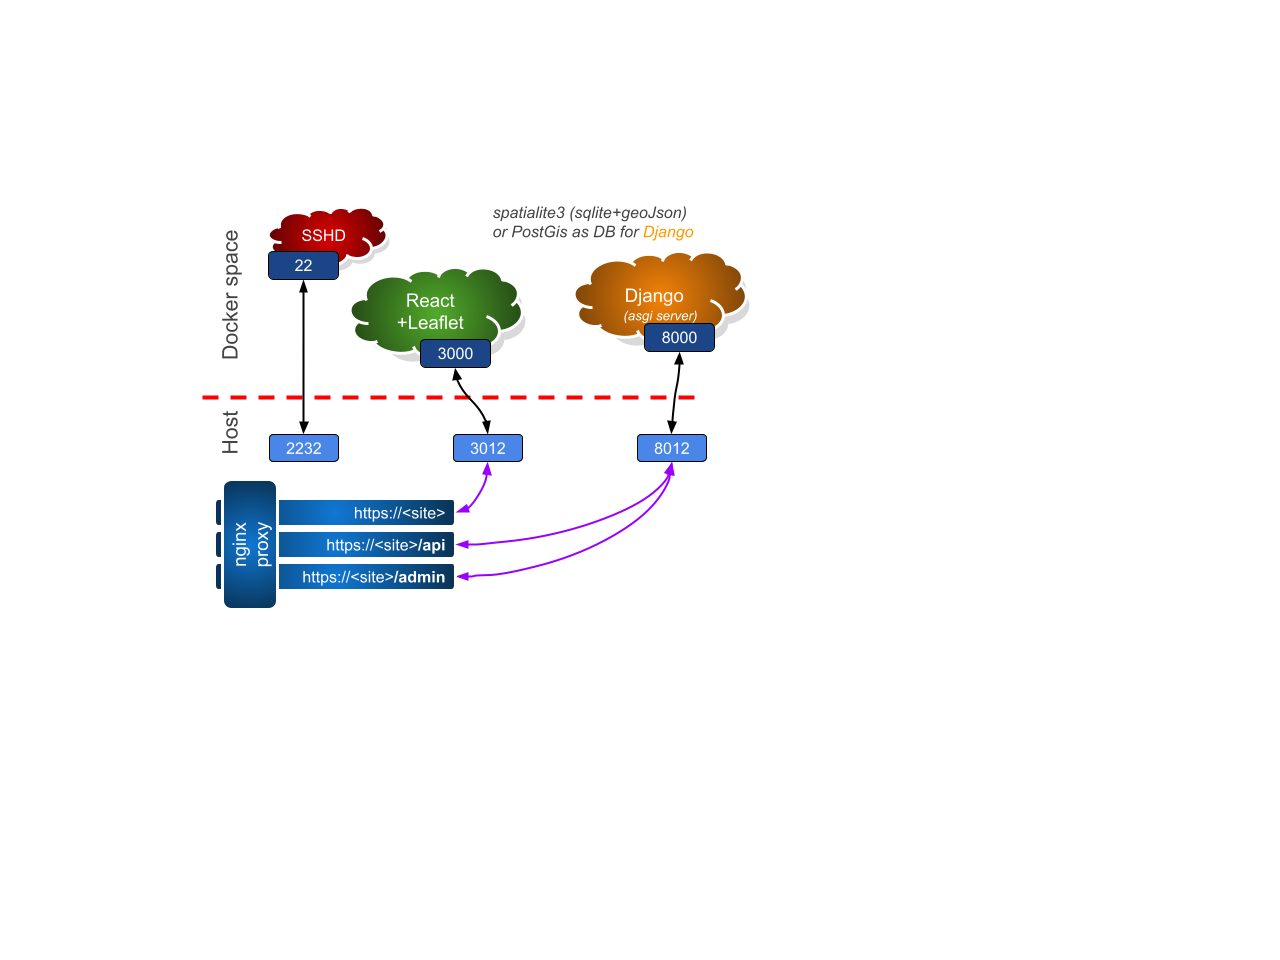 spatialite3 (sqlite+geoJson)
or PostGis as DB for Django
Docker space
SSHD
22
React
+Leaflet
3000
Django
(asgi server)
8000
Host
2232
3012
8012
nginx
proxy
https://<site>
https://<site>/api
https://<site>/admin